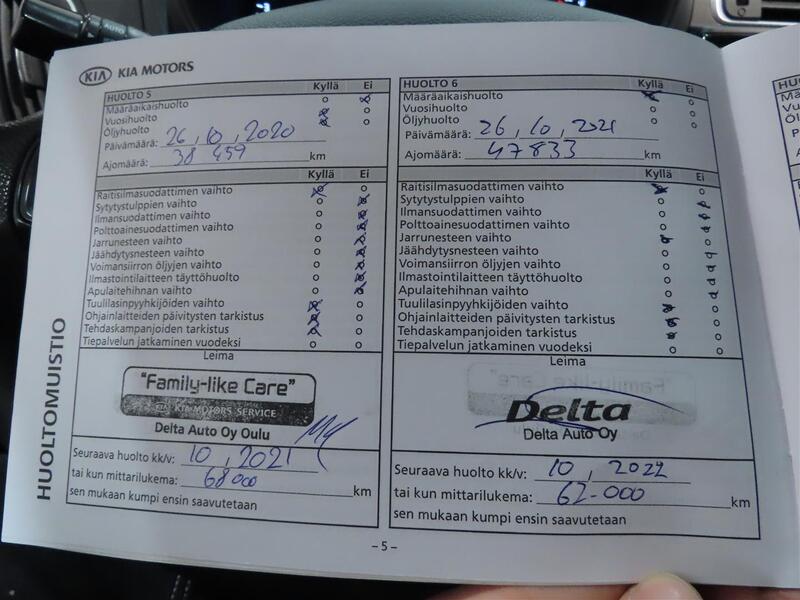 KIA KIA MOTORS
HUOLTO 5 Kyllä Ei
Määräaikaishuolto
Vuosihuolto
Öljyhuolto
Päivämäärä: 26,10,2020
Ajomäärä: 38 459 km
Kyllä Ei
Raitisilmasuodattimen vaihto
Sytytystulppien vaihto
Ilmansuodattimen vaihto
Polttoainesuodattimen vaihto
Jarrunesteen vaihto
Jäähdytysnesteen vaihto
Voimansiirron öljyjen vaihto
Ilmastointilaitteen täyttöhuolto
Apulaitehihnan vaihto
Tuulilasinpyyhkijöiden vaihto
Ohjainlaitteiden päivitysten tarkistus
Tehdaskampanjoiden tarkistus
Tiepalvelun jatkaminen vuodeksi
Leima
"Family-like Care"
KIA MOTORS SERVICE
Delta Auto Oy Oulu
Seuraava huolto kk/v: 10, 2021
tai kun mittarilukema: 68000 km
sen mukaan kumpi ensin saavutetaan
HUOLTO 6 Kyllä Ei
Määräaikaishuolto
Vuosihuolto
Öljyhuolto
Päivämäärä: 26,10,2021
Ajomäärä: 47833 km
Kyllä Ei
Raitisilmasuodattimen vaihto
Sytytystulppien vaihto
Ilmansuodattimen vaihto
Polttoainesuodattimen vaihto
Jarrunesteen vaihto
Jäähdytysnesteen vaihto
Voimansiirron öljyjen vaihto
Ilmastointilaitteen täyttöhuolto
Apulaitehihnan vaihto
Tuulilasinpyyhkijöiden vaihto
Ohjainlaitteiden päivitysten tarkistus
Tehdaskampanjoiden tarkistus
Tiepalvelun jatkaminen vuodeksi
Leima
Delta
Delta Auto Oy
Seuraava huolto kk/v: 10, 2022
tai kun mittarilukema: 62-000 km
sen mukaan kumpi ensin saavutetaan
HUOLTOMUISTIO
-5-